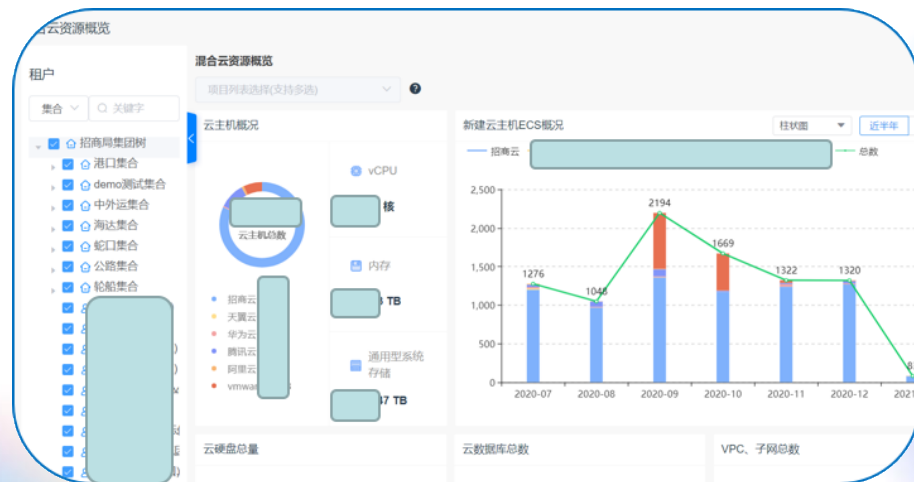 合云资源概览
租户
集合
关键字
招商局集团树
港口集合
demo测试集合
中外运集合
海达集合
蛇口集合
公路集合
轮船集合
混合云资源概览
项目列表选择(支持多选)
云主机概况
云主机总数
招商云
天翼云
华为云
腾讯云
阿里云
vmwar
vCPU
核
内存
TB
通用型系统
存储
47 TB
新建云主机ECS概况
柱状图
近半年
招商云
总数
2,500
2,000
1,500
1,000
500
0
1276
1048
2194
1669
1322
1320
8
2020-07
2020-08
2020-09
2020-10
2020-11
2020-12
2021
云硬盘总量
云数据库总数
VPC、子网总数